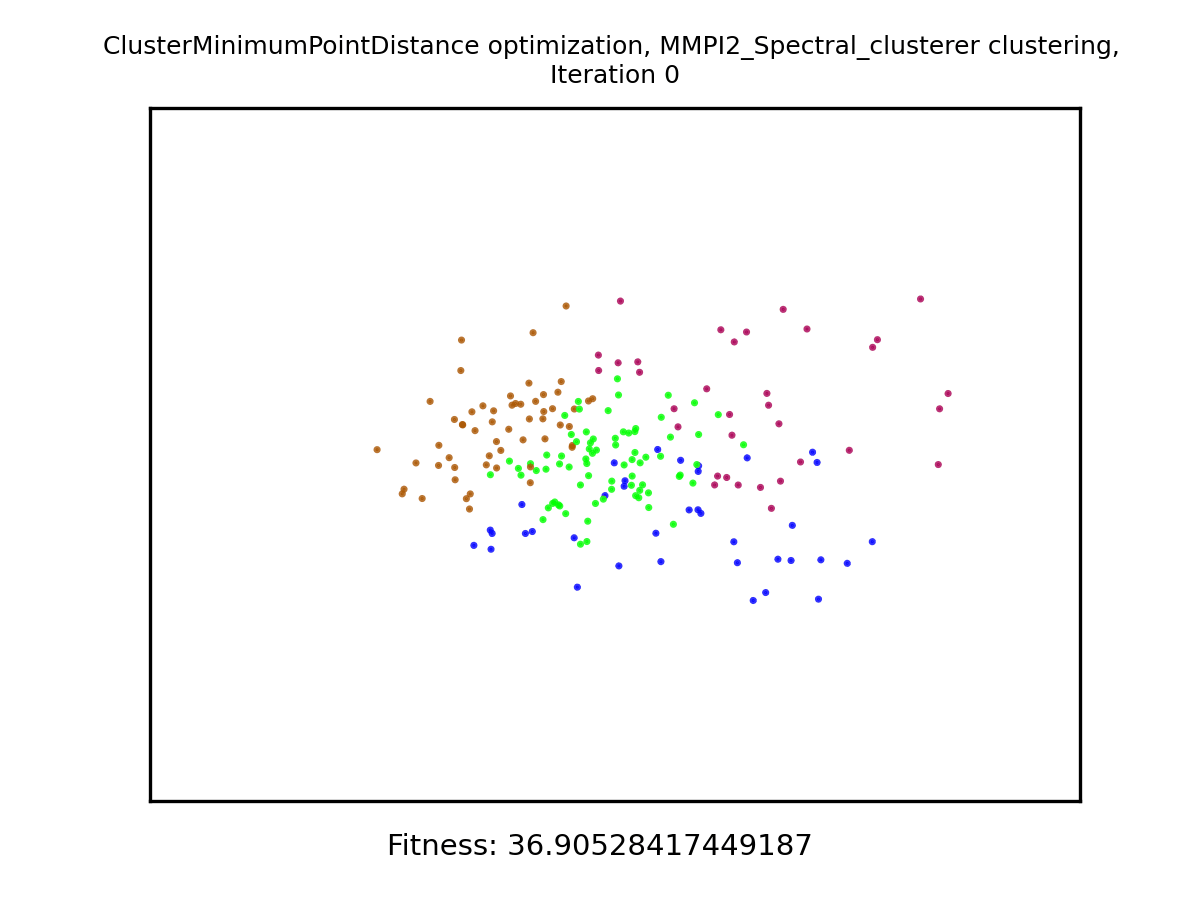 ClusterMinimumPointDistance optimization, MMPI2_Spectral_clusterer clustering,
Iteration 0
Fitness: 36.90528417449187